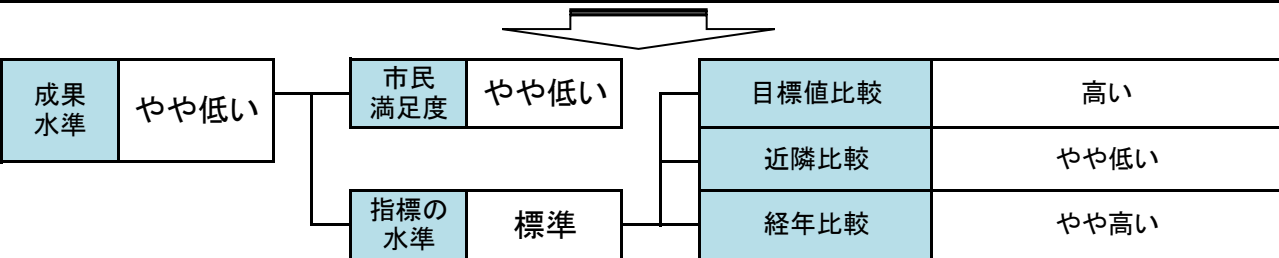 成果
水準
やや低い
市民
満足度
やや低い
指標の
水準
標準
目標値比較
高い
近隣比較
やや低い
経年比較
やや高い